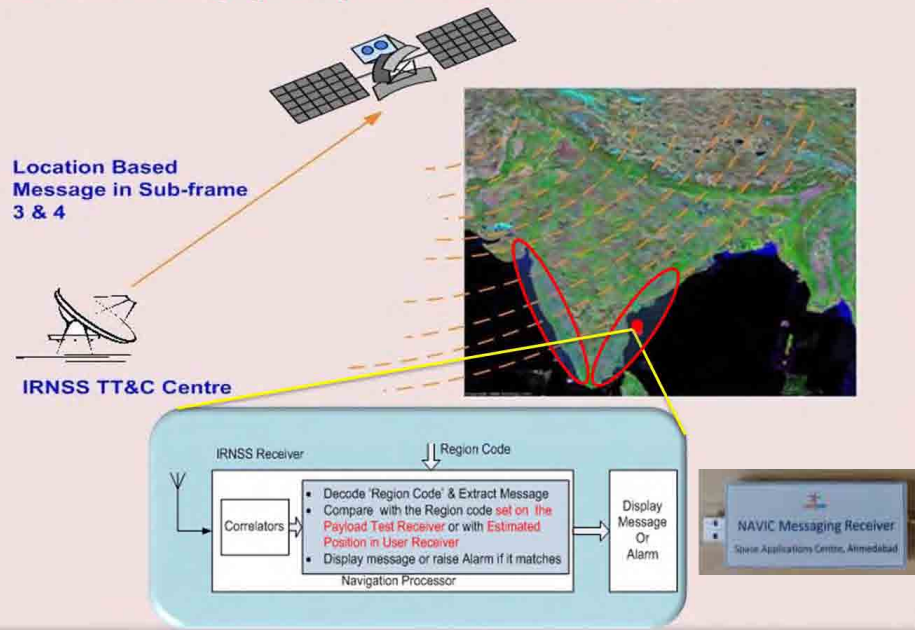 Location Based
Message in Sub-frame
3 & 4
IRNSS TT&C Centre
IRNSS Receiver
Region Code
Correlators
• Decode 'Region Code' & Extract Message
• Compare with the Region code set on the
Payload Test Receiver or with Estimated
Position in User Receiver
• Display message or raise Alarm if it matches
Navigation Processor
Display
Message
Or
Alarm
NAVIC Messaging Receiver
Space Applications Centre, Ahmedabad